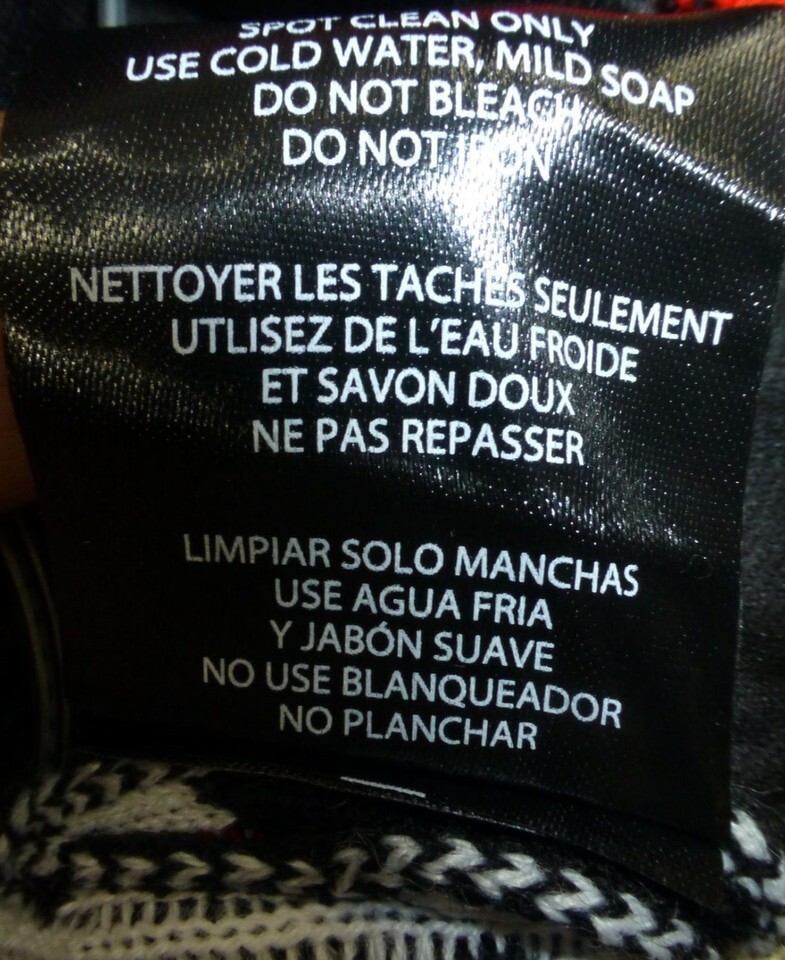 SPOT CLEAN ONLY
USE COLD WATER, MILD SOAP
DO NOT BLEACH
DO NOT IRON
NETTOYER LES TACHES SEULEMENT
UTLISEZ DE L'EAU FROIDE
ET SAVON DOUX
NE PAS REPASSER
LIMPIAR SOLO MANCHAS
USE AGUA FRIA
Y JABÓN SUAVE
NO USE BLANQUEADOR
NO PLANCHAR